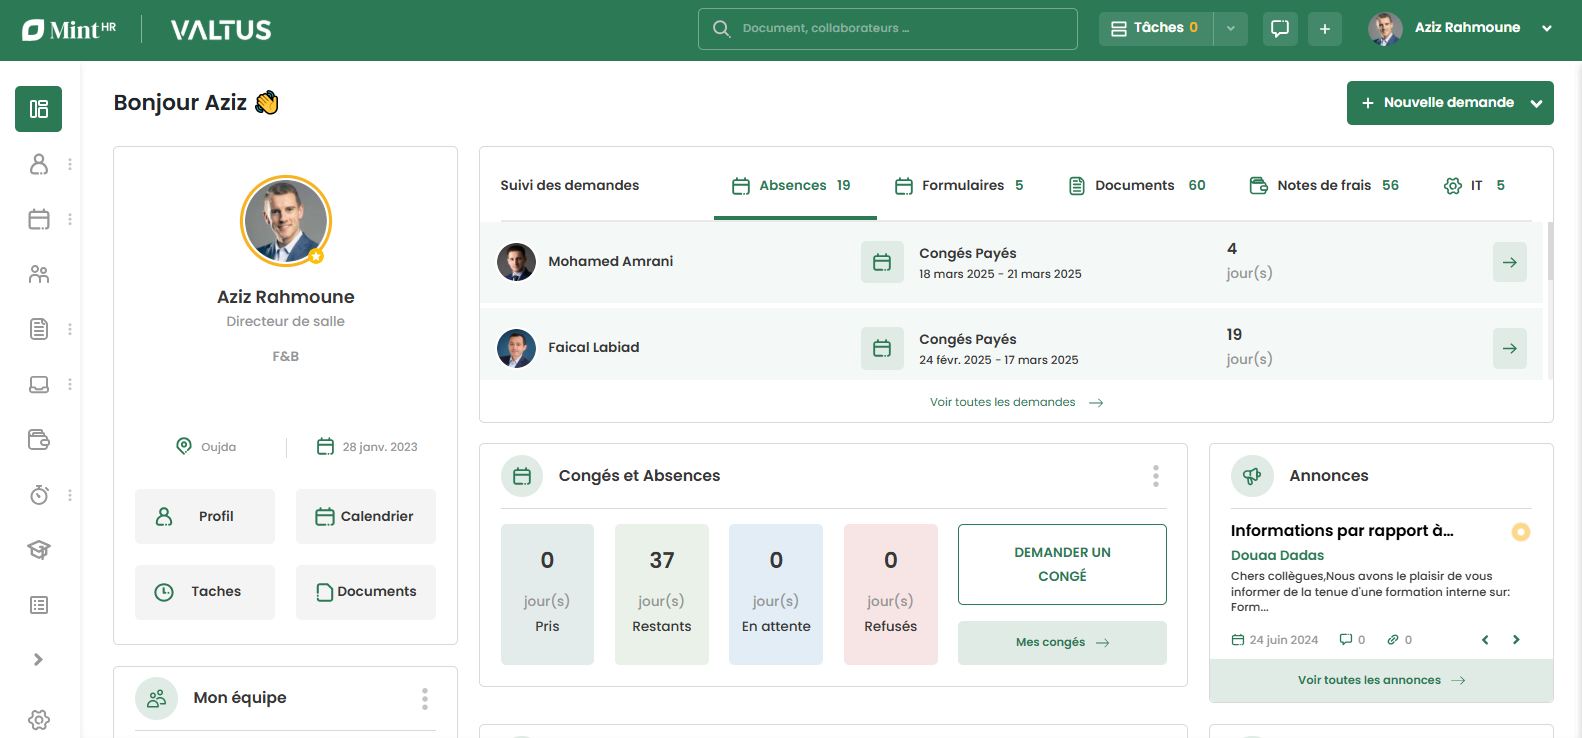 Mint HR
VALTUS
Document, collaborateurs ...
Tâches 0
Aziz Rahmoune
Bonjour Aziz 👋
+ Nouvelle demande
Aziz Rahmoune
Directeur de salle
F&B
Oujda
28 janv. 2023
Profil
Calendrier
Taches
Documents
Mon équipe
Suivi des demandes
Absences 19
Formulaires 5
Documents 60
Notes de frais 56
IT 5
Mohamed Amrani
Congés Payés
18 mars 2025 - 21 mars 2025
4
jour(s)
Faical Labiad
Congés Payés
24 févr. 2025 - 17 mars 2025
19
jour(s)
Voir toutes les demandes
Congés et Absences
0
jour(s)
Pris
37
jour(s)
Restants
0
jour(s)
En attente
0
jour(s)
Refusés
DEMANDER UN
CONGÉ
Mes congés
Annonces
Informations par rapport à...
Douaa Dadas
Chers collègues,Nous avons le plaisir de vous
informer de la tenue d'une formation interne sur:
Form...
24 juin 2024
0
0
Voir toutes les annonces